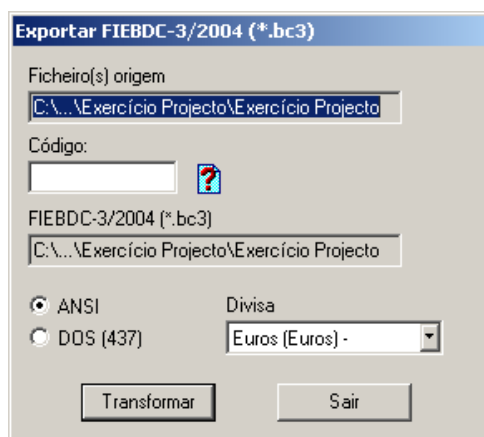 Exportar FIEBDC-3/2004 (*.bc3)
Ficheiro(s) origem
C:\...\Exercício Projecto\Exercício Projecto
Código:
?
FIEBDC-3/2004 (*.bc3)
C:\...\Exercício Projecto\Exercício Projecto
ANSI
Divisa
DOS (437)
Euros (Euros) -
Transformar
Sair